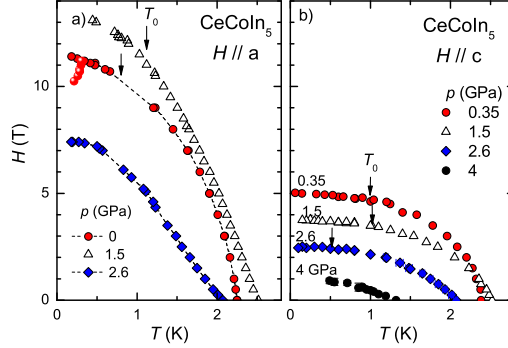 a)
T₀
CeCoIn₅
H // a
H (T)
10
5
0
p (GPa)
0
1.5
2.6
0
1
2
T (K)
b)
CeCoIn₅
H // c
p (GPa)
0.35
1.5
2.6
4
T₀
0.35
1.5
2.6
4 GPa
0
1
2
T (K)